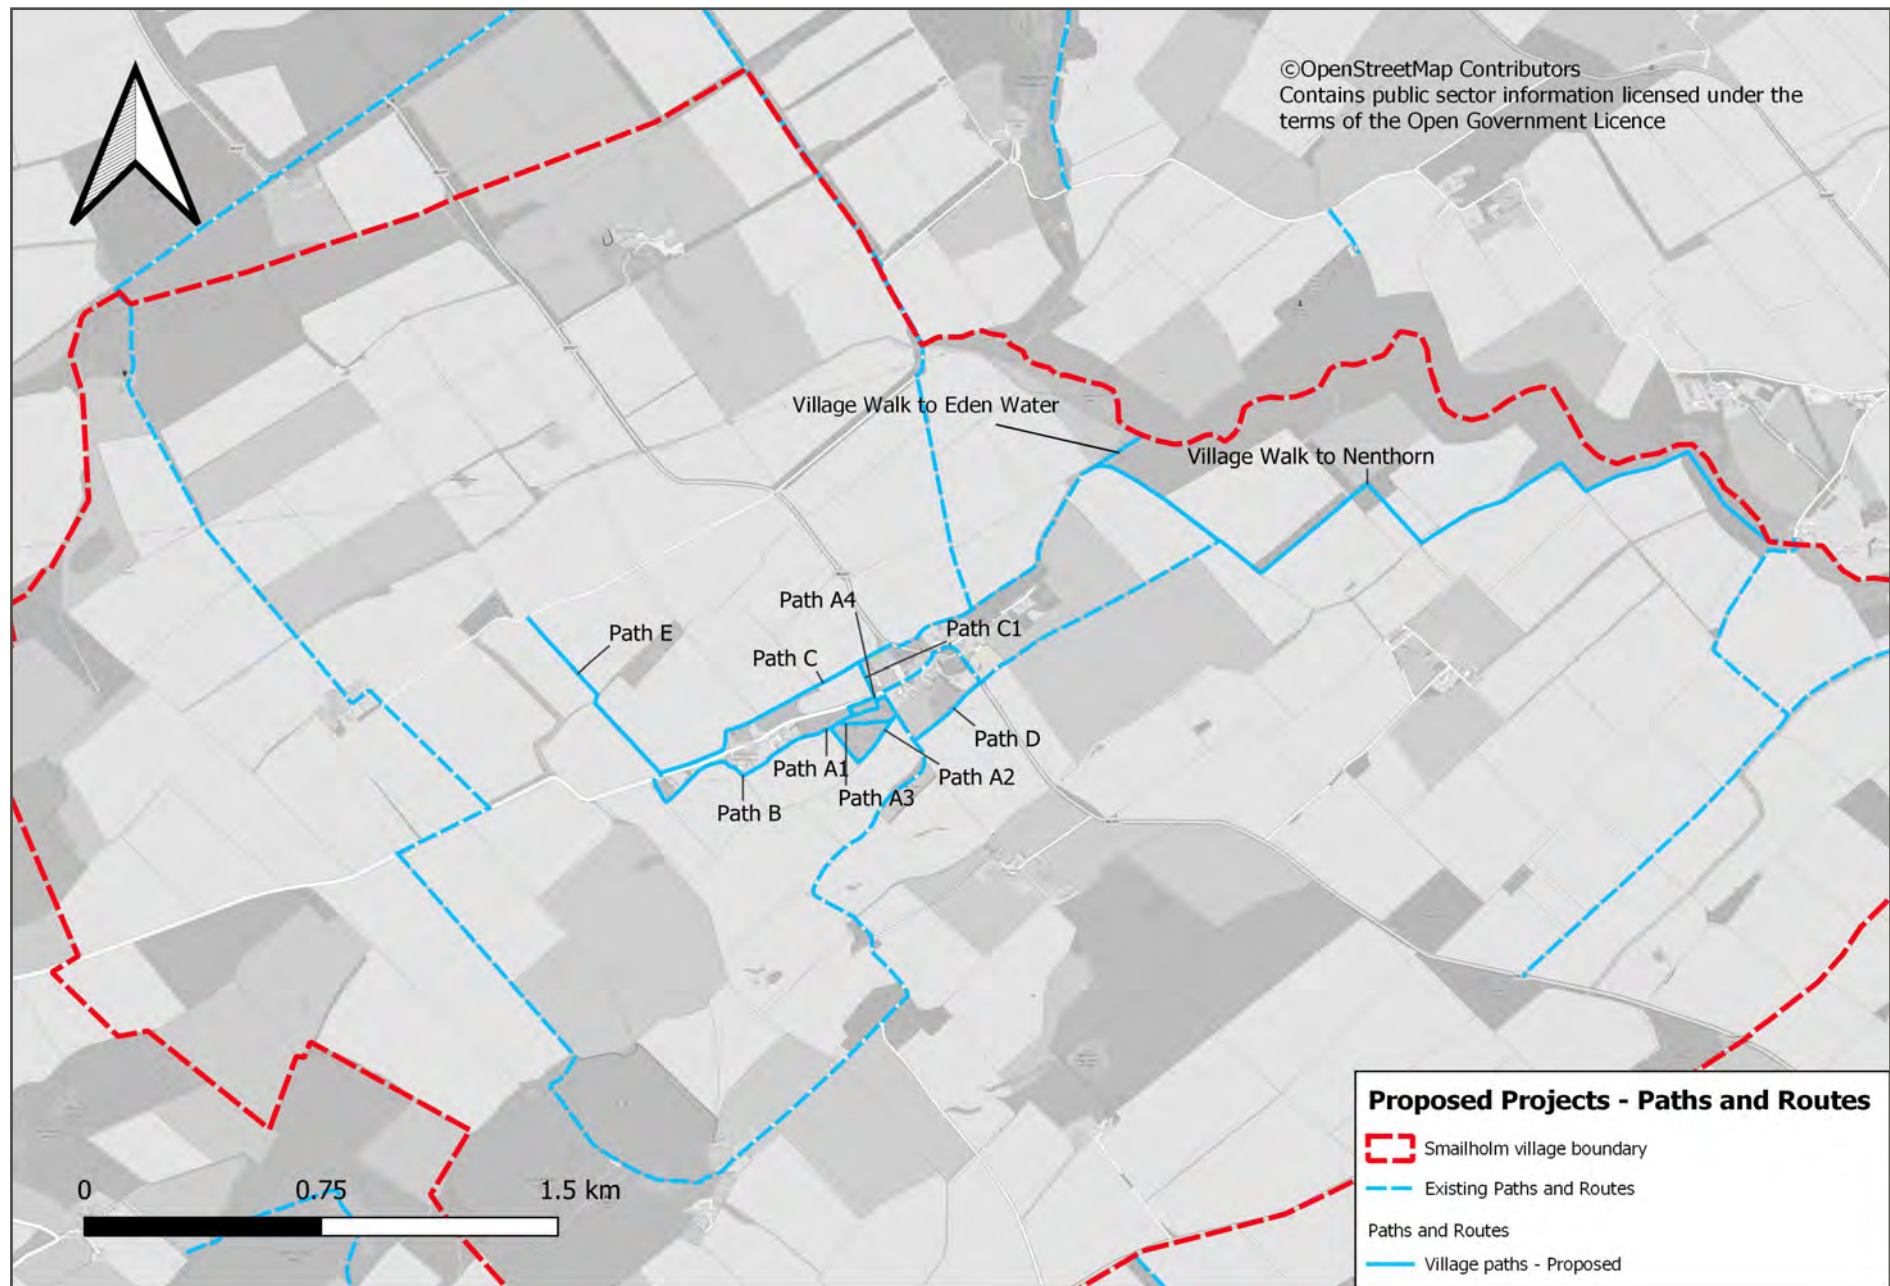 ©OpenStreetMap Contributors
Contains public sector information licensed under the
terms of the Open Government Licence
Village Walk to Eden Water
Village Walk to Nenthorn
Path A4
Path C1
Path E
Path C
Path D
Path A1
Path A2
Path A3
Path B
0 0.75 1.5 km
Proposed Projects - Paths and Routes
Smailholm village boundary
Existing Paths and Routes
Paths and Routes
Village paths - Proposed